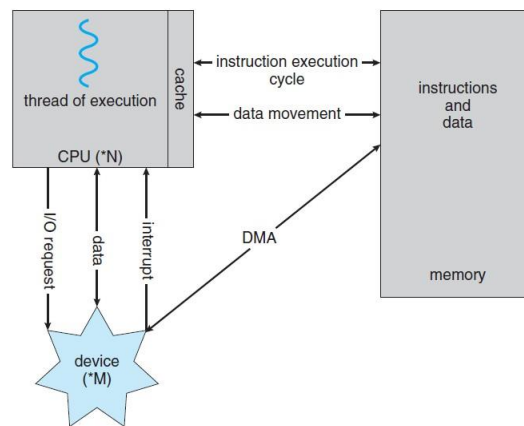 thread of execution
cache
CPU (*N)
instruction execution
cycle
data movement
instructions
and
data
memory
I/O request
data
interrupt
DMA
device
(*M)